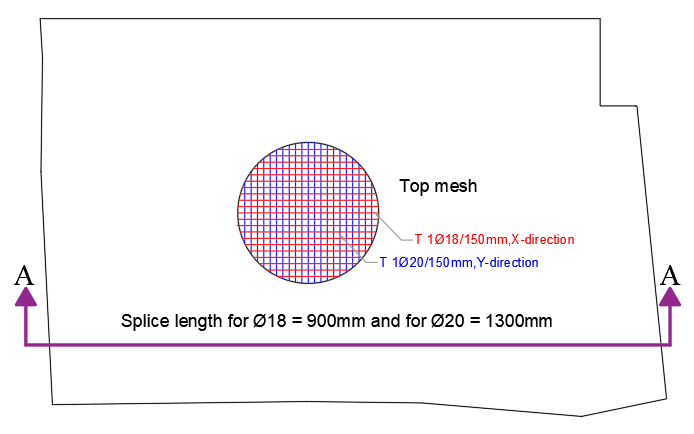 Top mesh
T 1Ø18/150mm,X-direction
T 1Ø20/150mm,Y-direction
A
A
Splice length for Ø18 = 900mm and for Ø20 = 1300mm